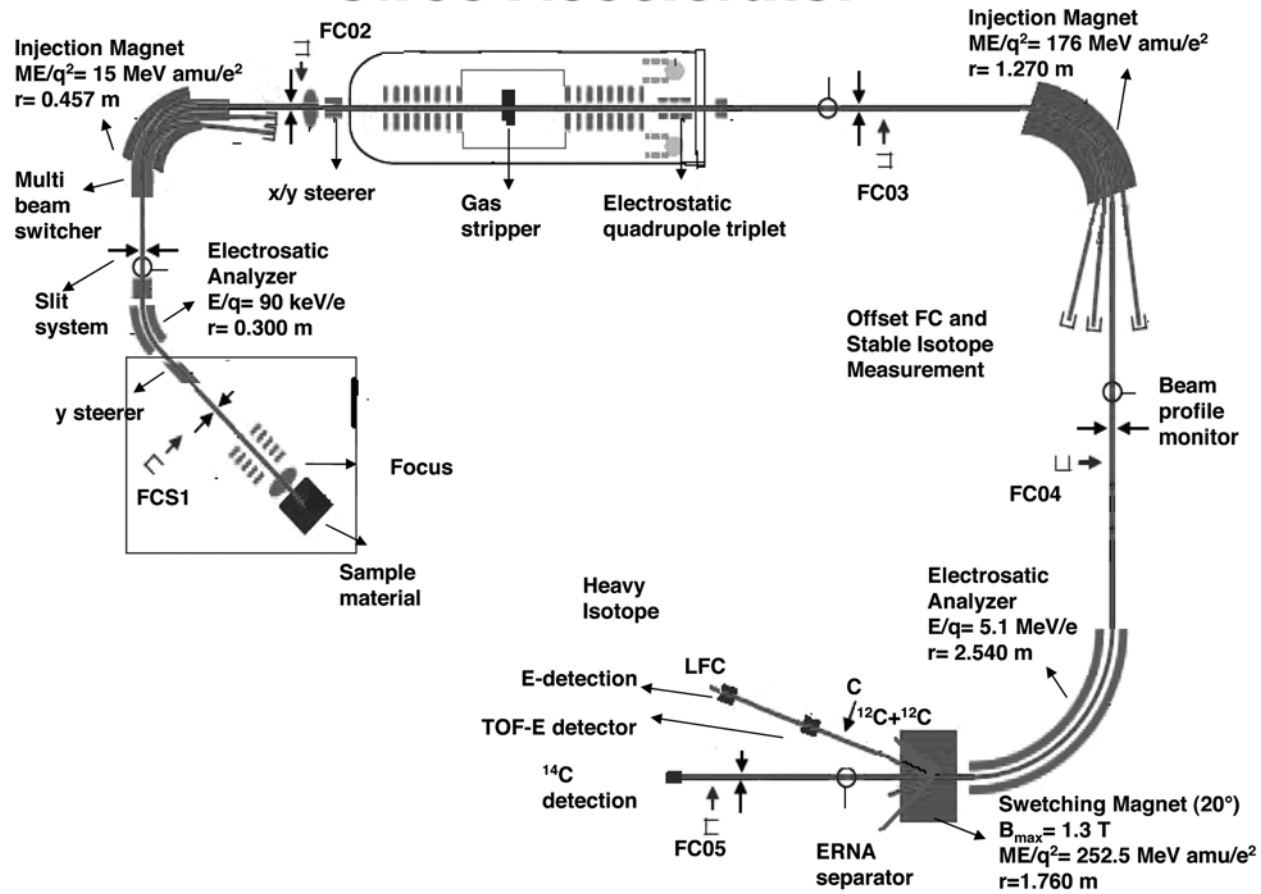 FC02
Injection Magnet
ME/q²= 15 MeV amu/e²
r= 0.457 m
Injection Magnet
ME/q²= 176 MeV amu/e²
r= 1.270 m
Multi
beam
switcher
x/y steerer
Gas
stripper
Electrostatic
quadrupole triplet
FC03
Slit
system
Electrosatic
Analyzer
E/q= 90 keV/e
r= 0.300 m
Offset FC and
Stable Isotope
Measurement
y steerer
Beam
profile
monitor
Focus
FCS1
FC04
Sample
material
Heavy
Isotope
Electrosatic
Analyzer
E/q= 5.1 MeV/e
r= 2.540 m
LFC
E-detection
C
¹²C+¹²C
TOF-E detector
¹⁴C
detection
FC05
ERNA
separator
Swetching Magnet (20°)
Bmax= 1.3 T
ME/q²= 252.5 MeV amu/e²
r=1.760 m